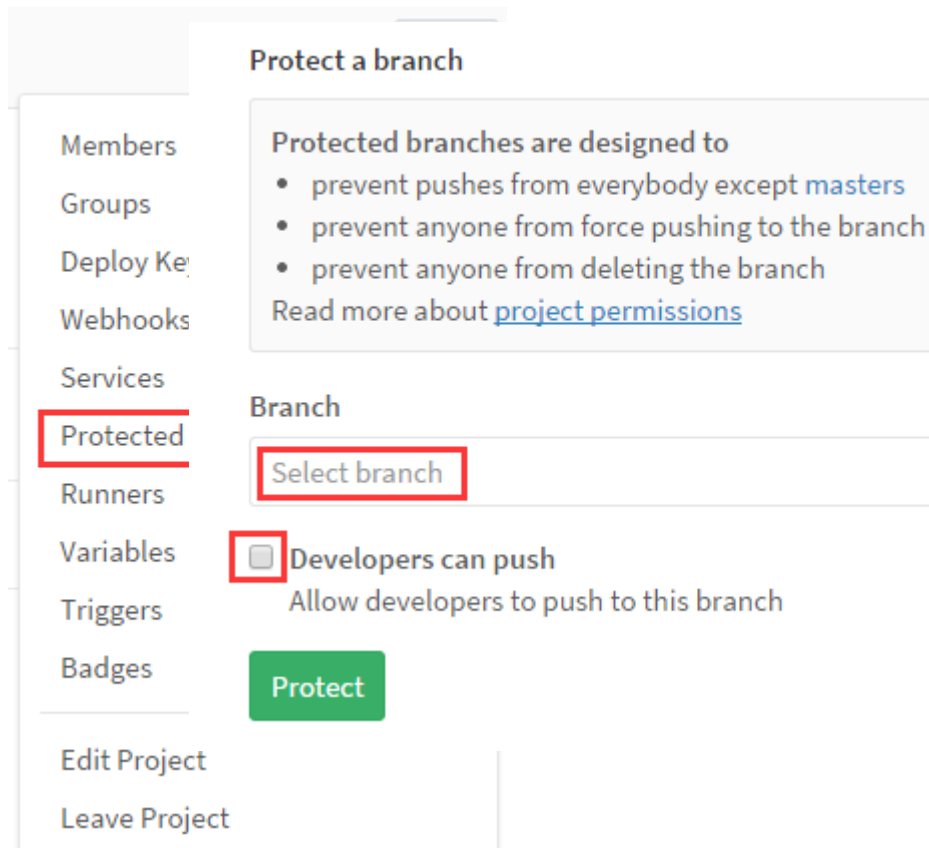 Protect a branch
Protected branches are designed to
prevent pushes from everybody except masters
prevent anyone from force pushing to the branch
prevent anyone from deleting the branch
Read more about project permissions
Branch
Select branch
Developers can push
Allow developers to push to this branch
Protect
Members
Groups
Deploy
Webhooks
Services
Protected
Runners
Variables
Triggers
Badges
Edit Project
Leave Project